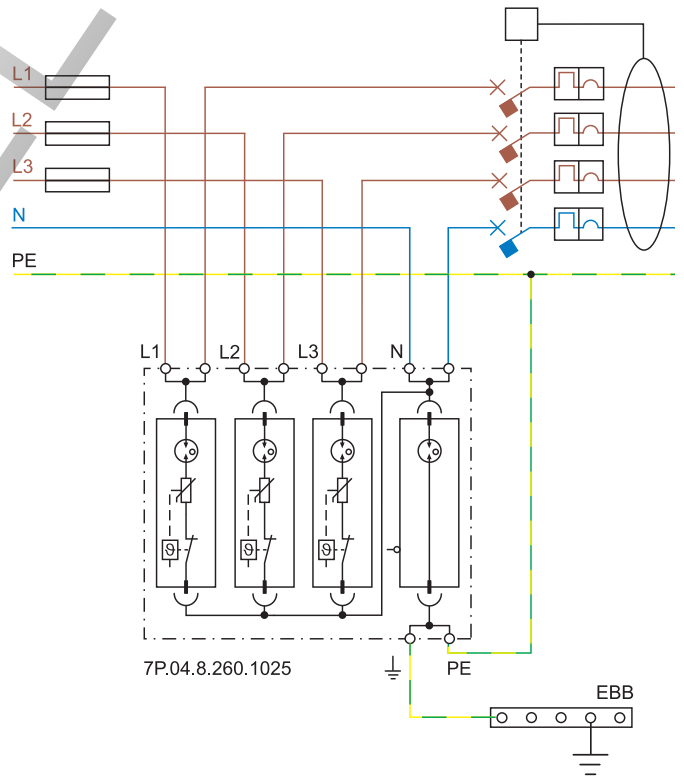 L1
L2
L3
N
PE
L1 L2 L3 N
ϑ ϑ ϑ
7P.04.8.260.1025 PE
EBB